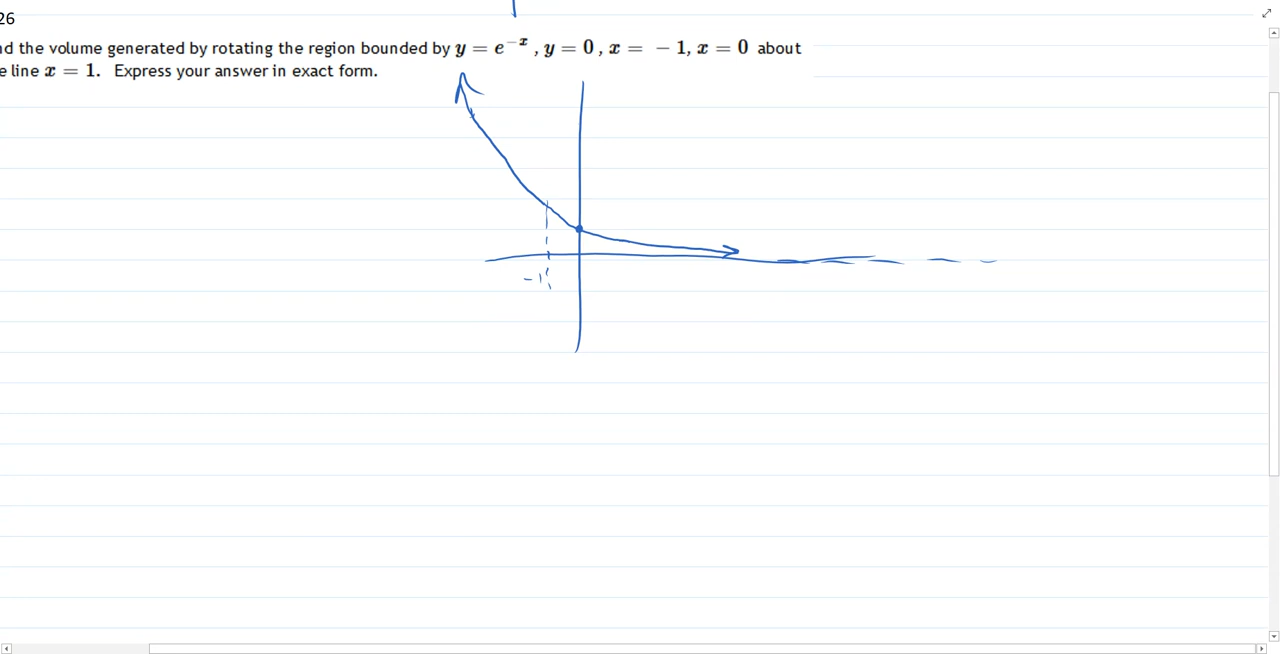 26
nd the volume generated by rotating the region bounded by y = e^{-x}, y = 0, x = -1, x = 0 about
e line x = 1. Express your answer in exact form.
-1